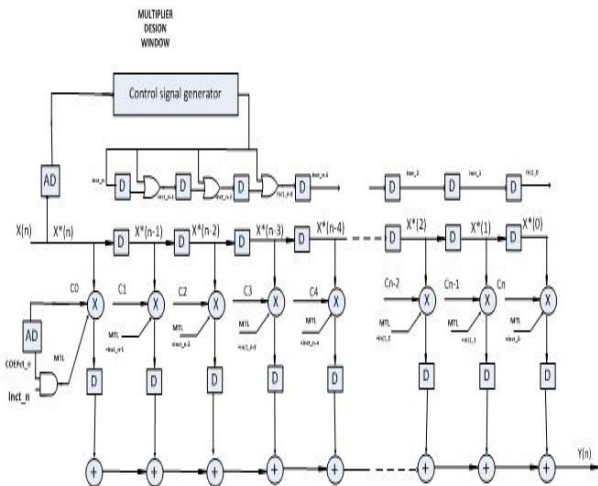 MULTIPLIER
DESIGN
WINDOW
Control signal generator
AD
D
D
D
D
D
D
D
X(n)
X*(n)
D
X*(n-1)
D
X*(n-2)
D
X*(n-3)
D
X*(n-4)
D
X*(2)
D
X*(1)
D
X*(0)
C0
X
C1
X
C2
X
C3
X
C4
X
Cn-2
X
Cn-1
X
Cn
X
AD
MTL
MTL
MTL
MTL
MTL
MTL
MTL
MTL
Inct_n
D
D
D
D
D
D
D
D
+
+
+
+
+
+
+
+
Y(n)